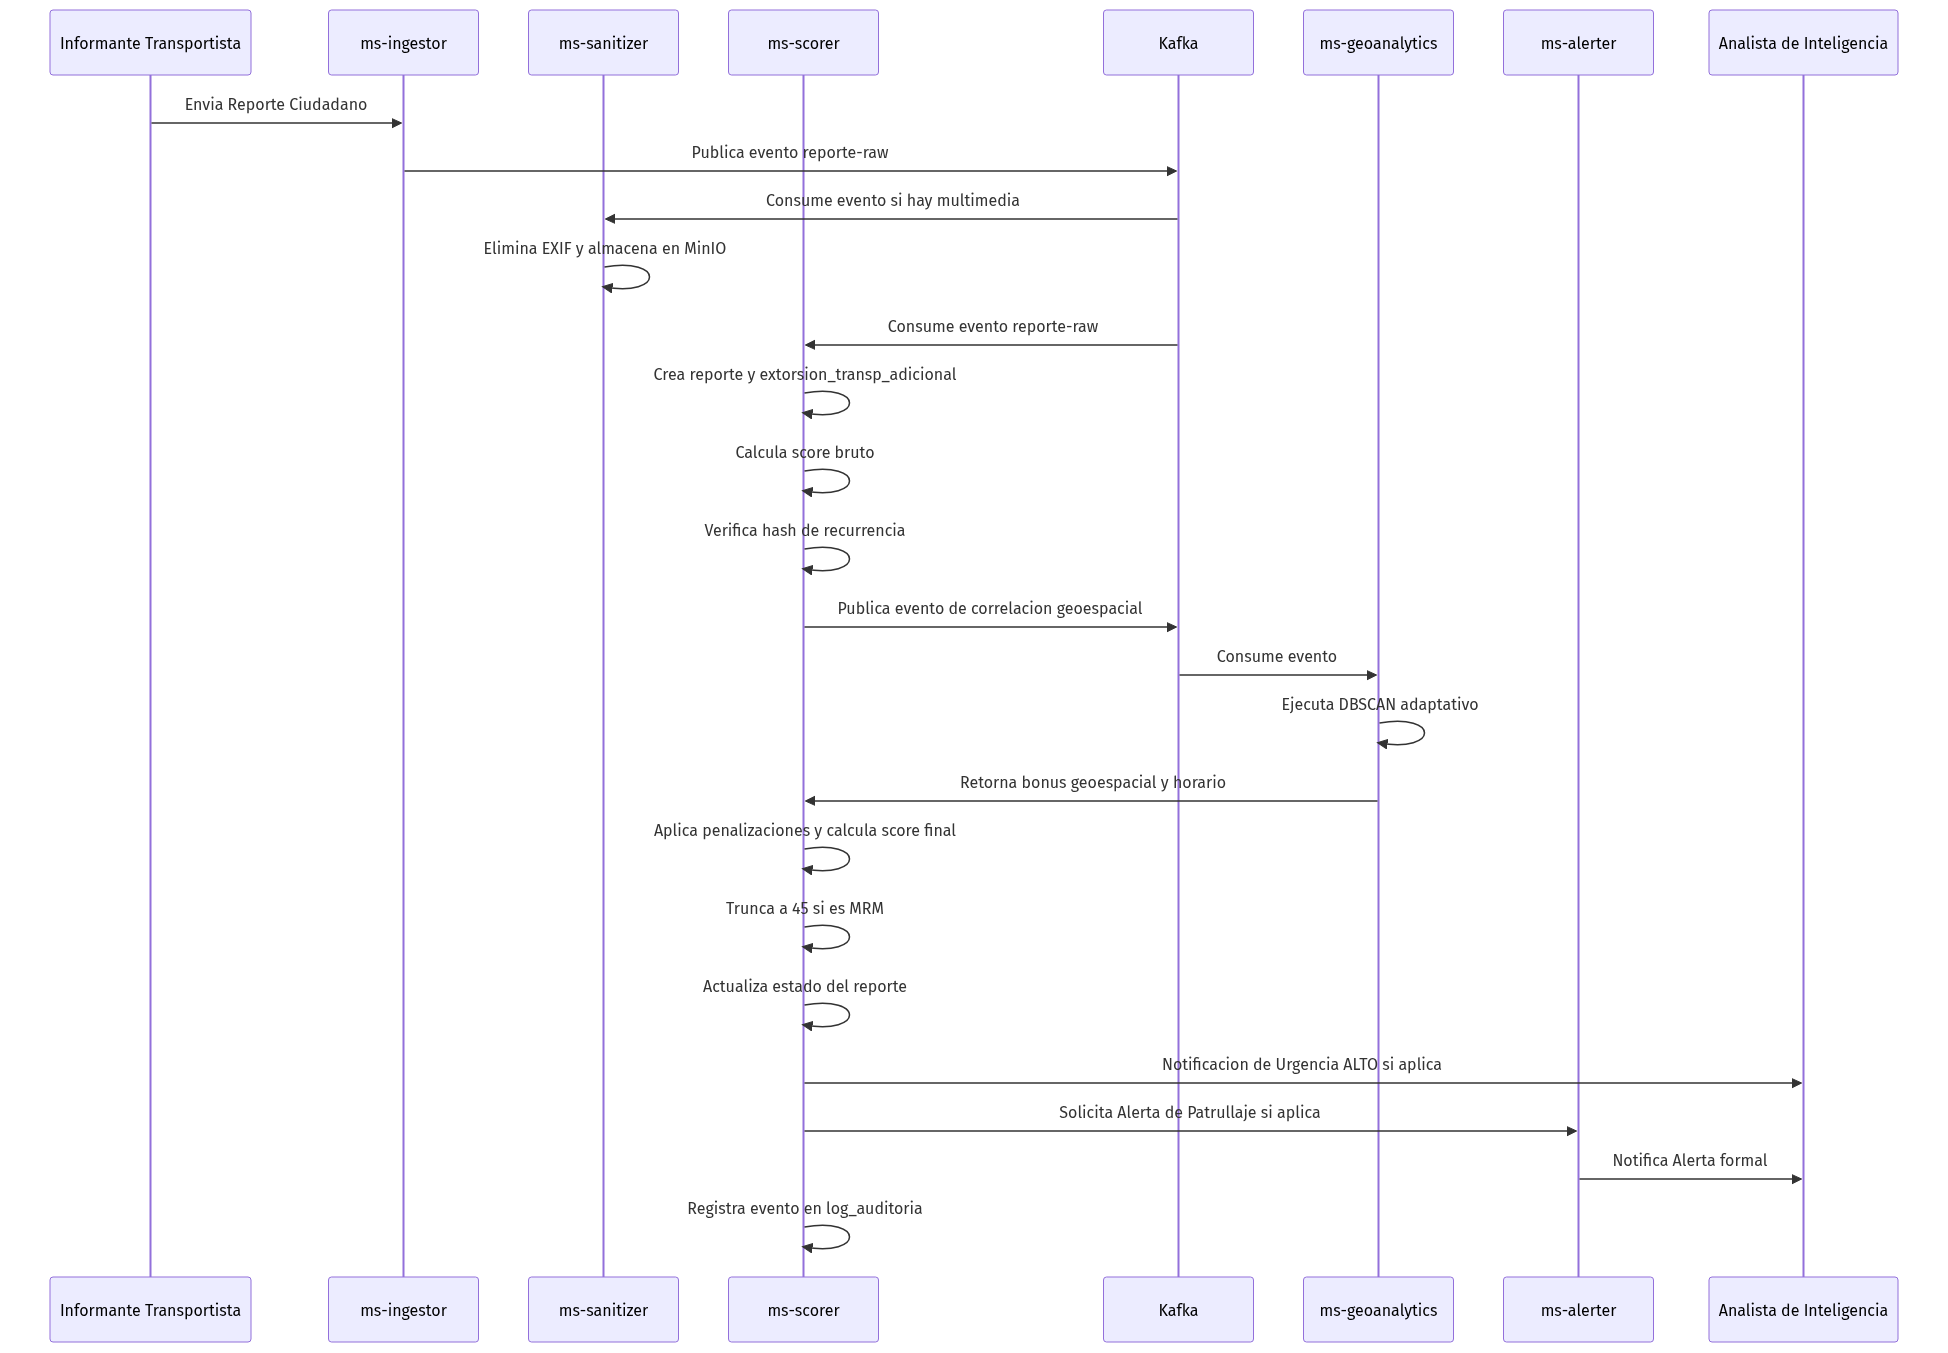 Informante Transportista
ms-ingestor
ms-sanitizer
ms-scorer
Kafka
ms-geoanalytics
ms-alerter
Analista de Inteligencia
Envia Reporte Ciudadano
Publica evento reporte-raw
Consume evento si hay multimedia
Elimina EXIF y almacena en MinIO
Consume evento reporte-raw
Crea reporte y extorsion_transp_adicional
Calcula score bruto
Verifica hash de recurrencia
Publica evento de correlacion geoespacial
Consume evento
Ejecuta DBSCAN adaptativo
Retorna bonus geoespacial y horario
Aplica penalizaciones y calcula score final
Trunca a 45 si es MRM
Actualiza estado del reporte
Notificacion de Urgencia ALTO si aplica
Solicita Alerta de Patrullaje si aplica
Notifica Alerta formal
Registra evento en log_auditoria
Informante Transportista
ms-ingestor
ms-sanitizer
ms-scorer
Kafka
ms-geoanalytics
ms-alerter
Analista de Inteligencia